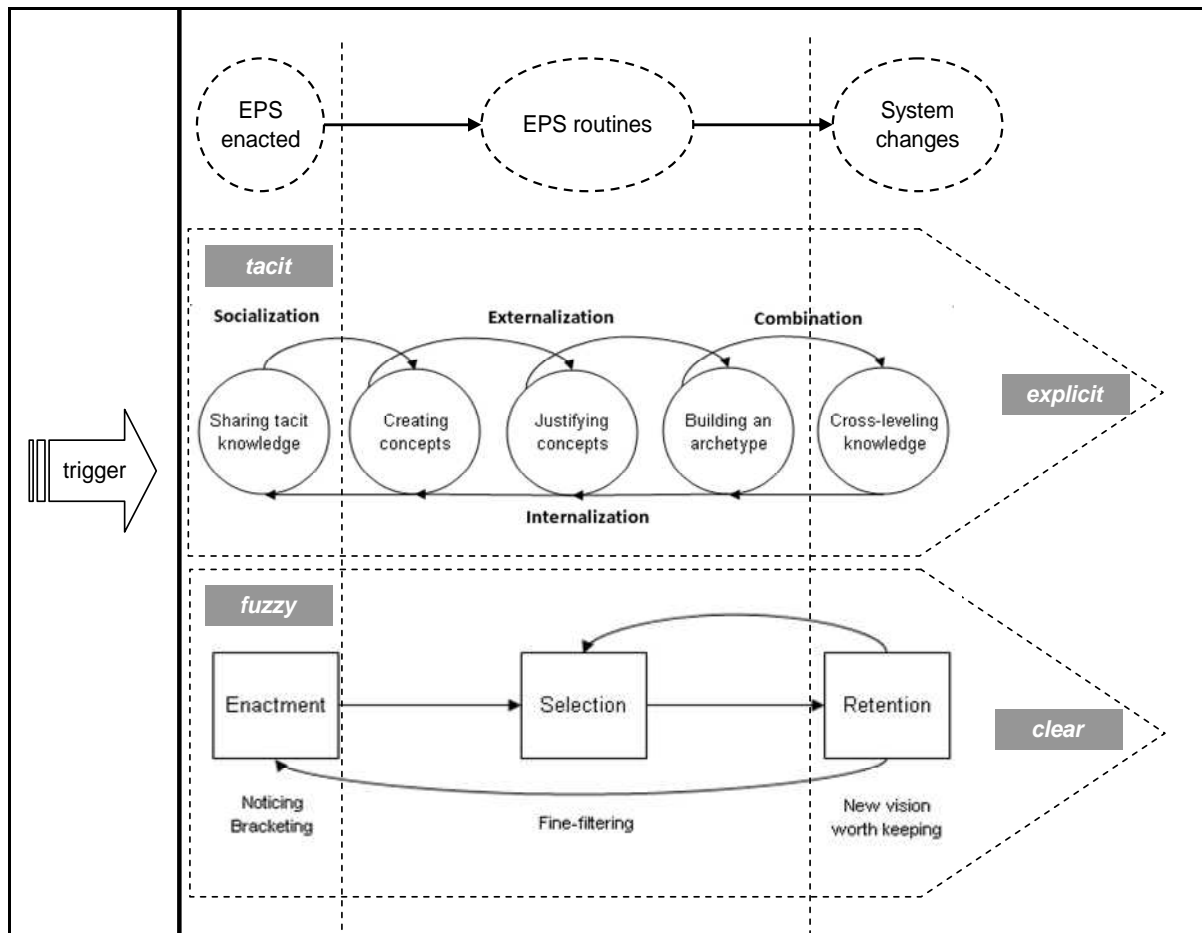 EPS
enacted
EPS routines
System
changes
tacit
Socialization
Externalization
Combination
Sharing tacit
knowledge
Creating
concepts
Justifying
concepts
Building an
archetype
Cross-leveling
knowledge
explicit
Internalization
trigger
fuzzy
Enactment
Selection
Retention
clear
Noticing
Bracketing
Fine-filtering
New vision
worth keeping